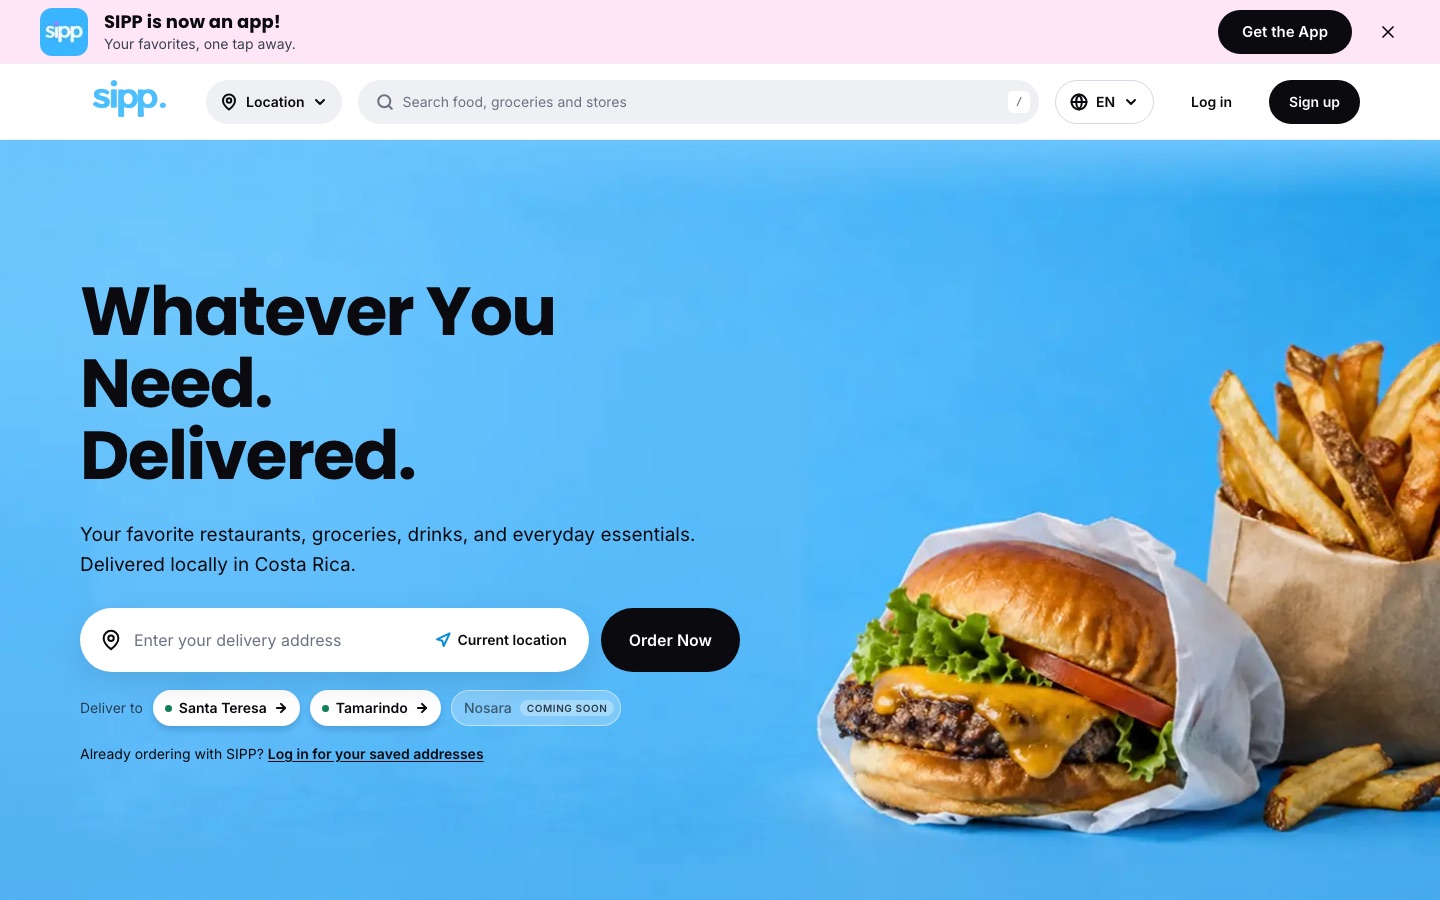 sipp
SIPP is now an app!
Your favorites, one tap away.
Get the App
sipp.
Location
Search food, groceries and stores
/
EN
Log in
Sign up
Whatever You
Need.
Delivered.
Your favorite restaurants, groceries, drinks, and everyday essentials.
Delivered locally in Costa Rica.
Enter your delivery address
Current location
Order Now
Deliver to
Santa Teresa
Tamarindo
Nosara
COMING SOON
Already ordering with SIPP? Log in for your saved addresses